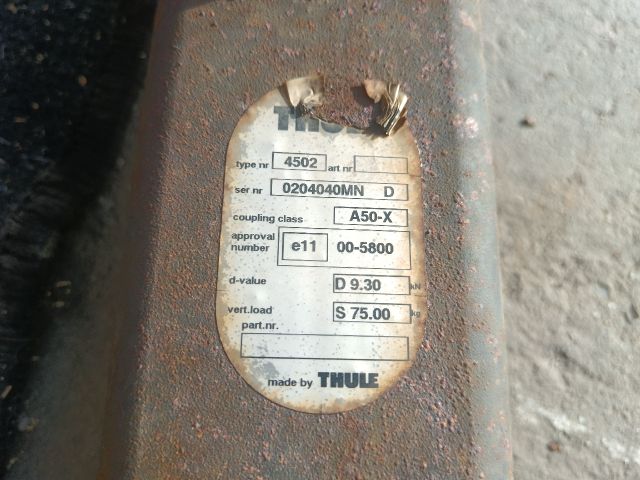 THULE
type nr 4502 art nr
ser nr 0204040MN D
coupling class A50-X
approval number e11 00-5800
d-value D 9.30 kN
vert.load S 75.00 kg
part.nr.
made by THULE